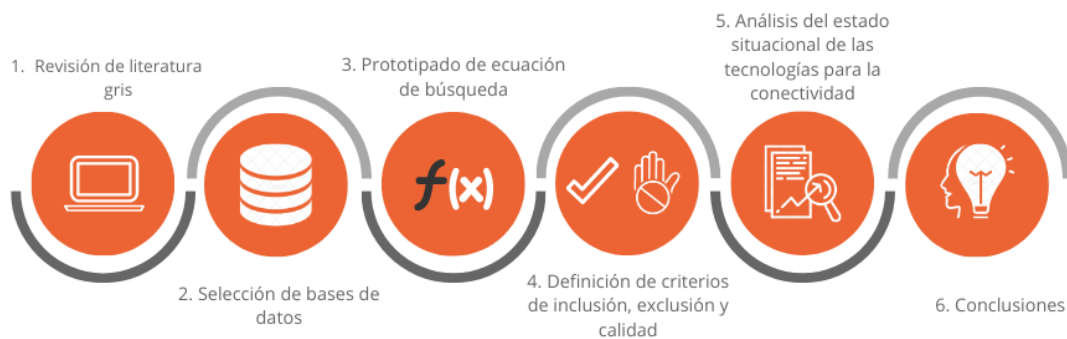 1. Revisión de literatura
gris
2. Selección de bases de
datos
3. Prototipado de ecuación
de búsqueda
f(x)
4. Definición de criterios
de inclusión, exclusión y
calidad
5. Análisis del estado
situacional de las
tecnologías para la
conectividad
6. Conclusiones